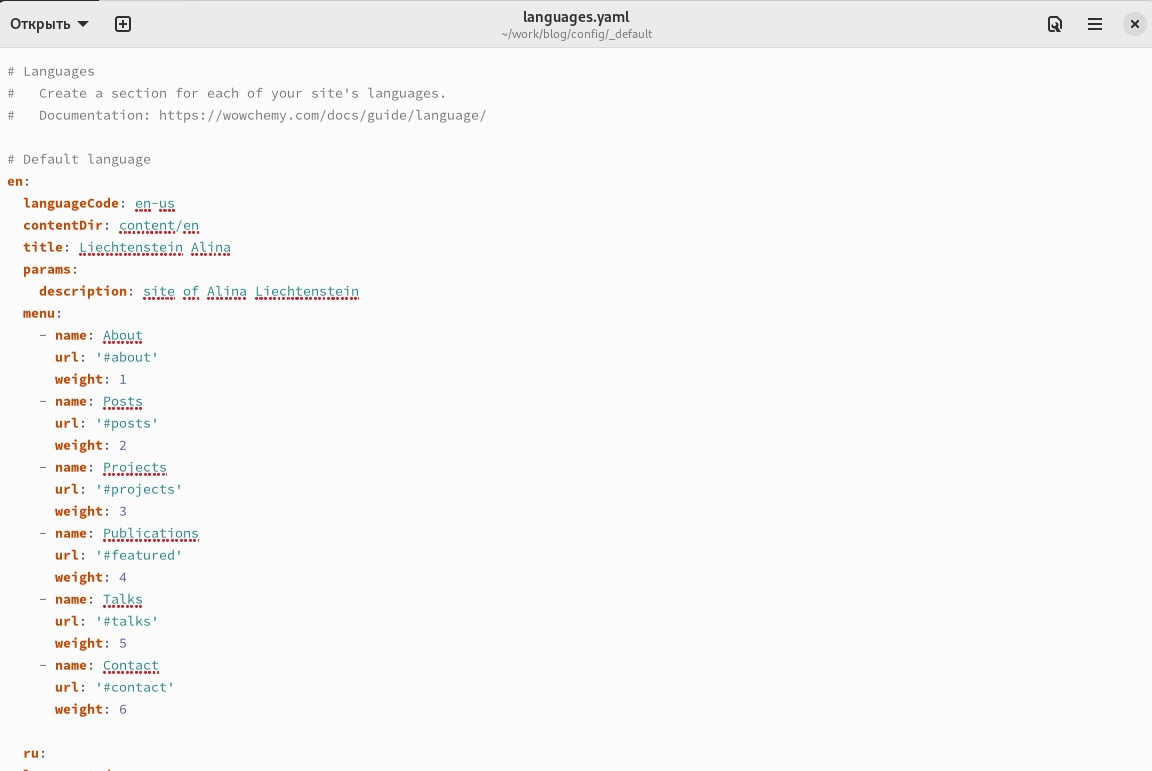 Открыть
languages.yaml
~/work/blog/config/_default
# Languages
#   Create a section for each of your site's languages.
#   Documentation: https://wowchemy.com/docs/guide/language/
# Default language
en:
  languageCode: en-us
  contentDir: content/en
  title: Liechtenstein Alina
  params:
    description: site of Alina Liechtenstein
  menu:
    - name: About
      url: '#about'
      weight: 1
    - name: Posts
      url: '#posts'
      weight: 2
    - name: Projects
      url: '#projects'
      weight: 3
    - name: Publications
      url: '#featured'
      weight: 4
    - name: Talks
      url: '#talks'
      weight: 5
    - name: Contact
      url: '#contact'
      weight: 6
  ru: